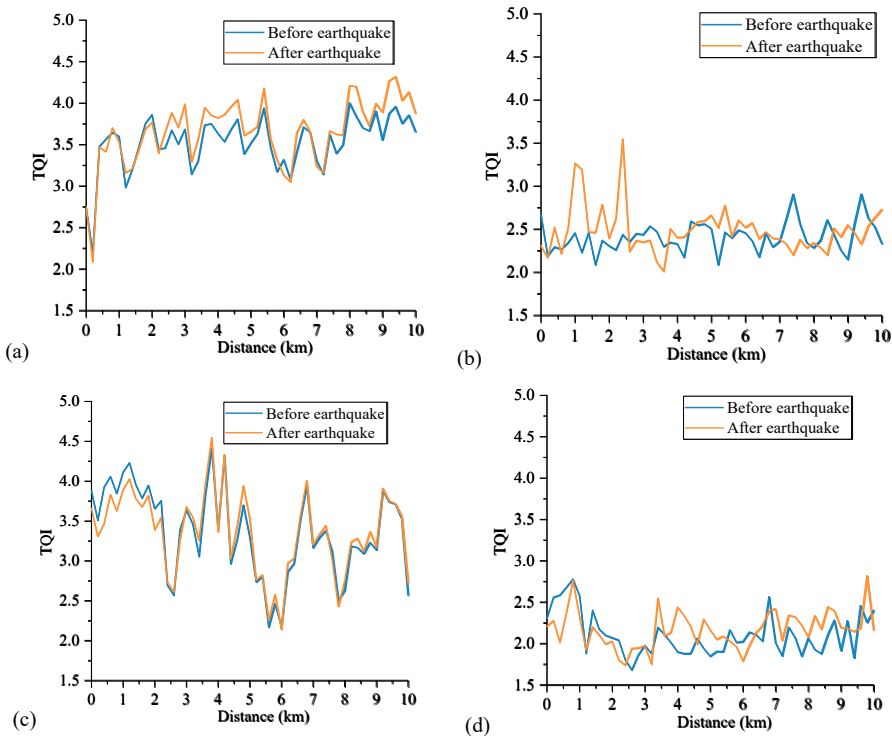 5.0
4.5
4.0
3.5
3.0
2.5
2.0
1.5
TQI
Before earthquake
After earthquake
0 1 2 3 4 5 6 7 8 9 10
Distance (km)
(a)
5.0
4.5
4.0
3.5
3.0
2.5
2.0
1.5
TQI
Before earthquake
After earthquake
0 1 2 3 4 5 6 7 8 9 10
Distance (km)
(b)
5.0
4.5
4.0
3.5
3.0
2.5
2.0
1.5
TQI
Before earthquake
After earthquake
0 1 2 3 4 5 6 7 8 9 10
Distance (km)
(c)
5.0
4.5
4.0
3.5
3.0
2.5
2.0
1.5
TQI
Before earthquake
After earthquake
0 1 2 3 4 5 6 7 8 9 10
Distance (km)
(d)